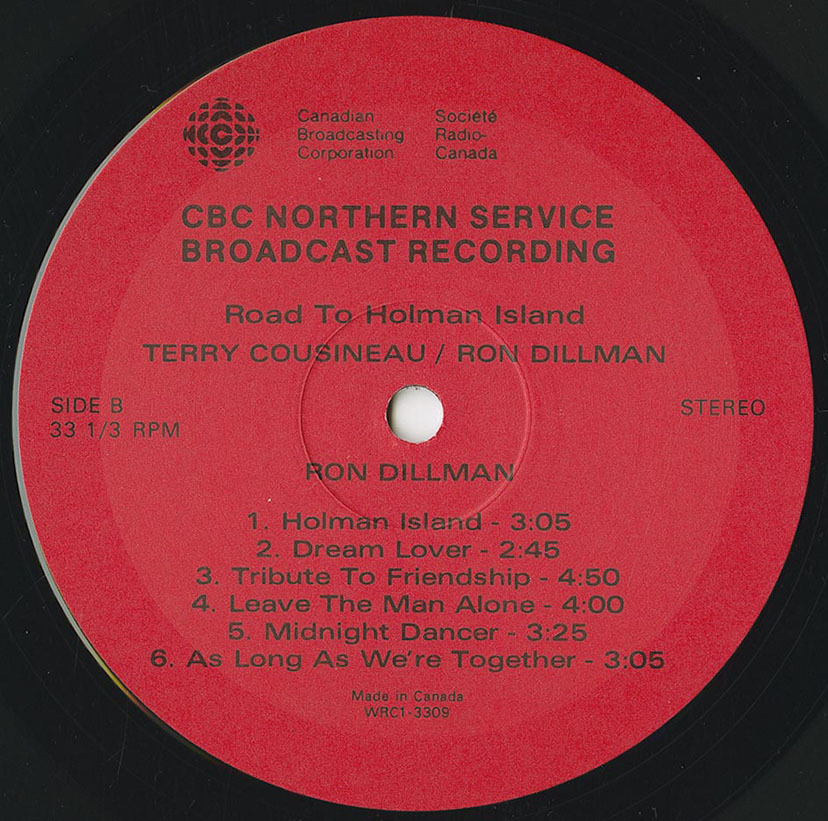 Canadian Broadcasting Corporation
Société Radio-Canada
CBC NORTHERN SERVICE
BROADCAST RECORDING
Road To Holman Island
TERRY COUSINEAU / RON DILLMAN
SIDE B
33 1/3 RPM
STEREO
RON DILLMAN
1. Holman Island - 3:05
2. Dream Lover - 2:45
3. Tribute To Friendship - 4:50
4. Leave The Man Alone - 4:00
5. Midnight Dancer - 3:25
6. As Long As We're Together - 3:05
Made in Canada
WRC1-3309